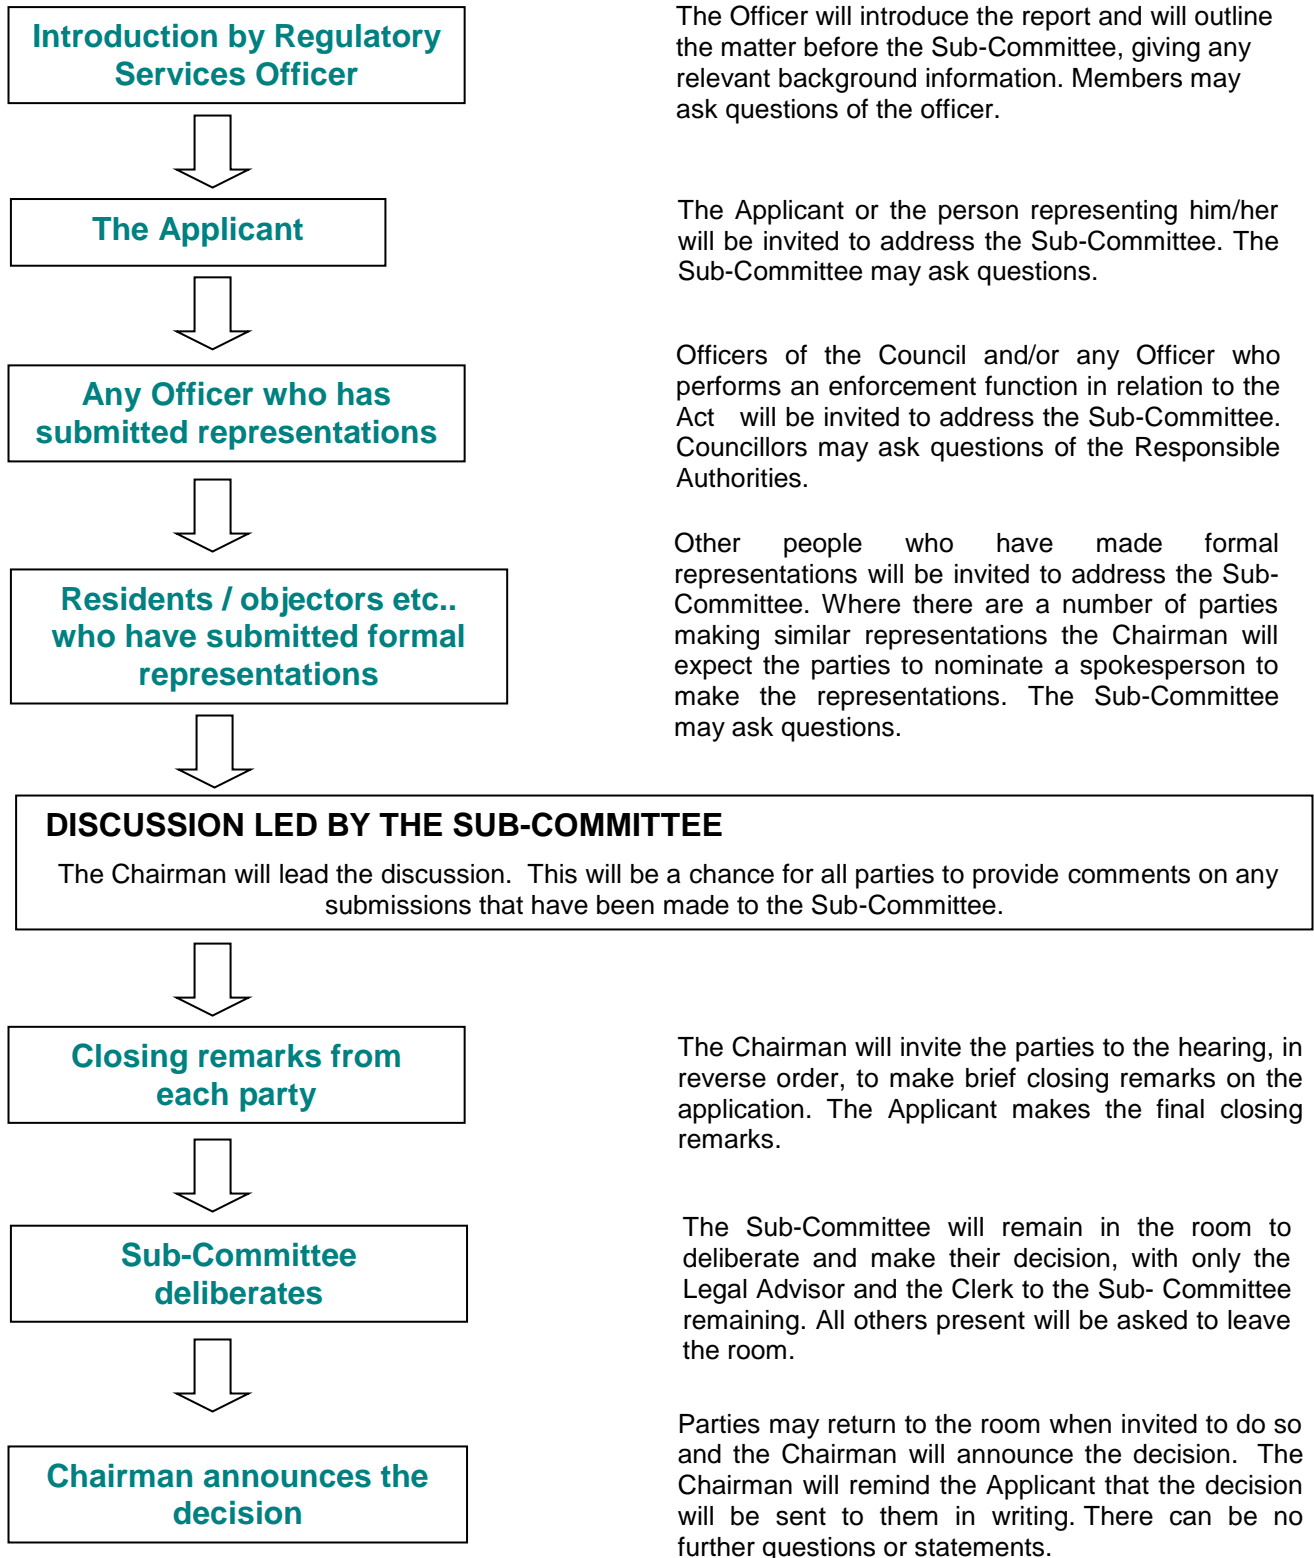 Introduction by Regulatory
Services Officer
The Officer will introduce the report and will outline
the matter before the Sub-Committee, giving any
relevant background information. Members may
ask questions of the officer.
The Applicant
The Applicant or the person representing him/her
will be invited to address the Sub-Committee. The
Sub-Committee may ask questions.
Any Officer who has
submitted representations
Officers of the Council and/or any Officer who
performs an enforcement function in relation to the
Act will be invited to address the Sub-Committee.
Councillors may ask questions of the Responsible
Authorities.
Residents / objectors etc..
who have submitted formal
representations
Other people who have made formal
representations will be invited to address the Sub-
Committee. Where there are a number of parties
making similar representations the Chairman will
expect the parties to nominate a spokesperson to
make the representations. The Sub-Committee
may ask questions.
DISCUSSION LED BY THE SUB-COMMITTEE
The Chairman will lead the discussion. This will be a chance for all parties to provide comments on any
submissions that have been made to the Sub-Committee.
Closing remarks from
each party
The Chairman will invite the parties to the hearing, in
reverse order, to make brief closing remarks on the
application. The Applicant makes the final closing
remarks.
Sub-Committee
deliberates
The Sub-Committee will remain in the room to
deliberate and make their decision, with only the
Legal Advisor and the Clerk to the Sub- Committee
remaining. All others present will be asked to leave
the room.
Chairman announces the
decision
Parties may return to the room when invited to do so
and the Chairman will announce the decision. The
Chairman will remind the Applicant that the decision
will be sent to them in writing. There can be no
further questions or statements.